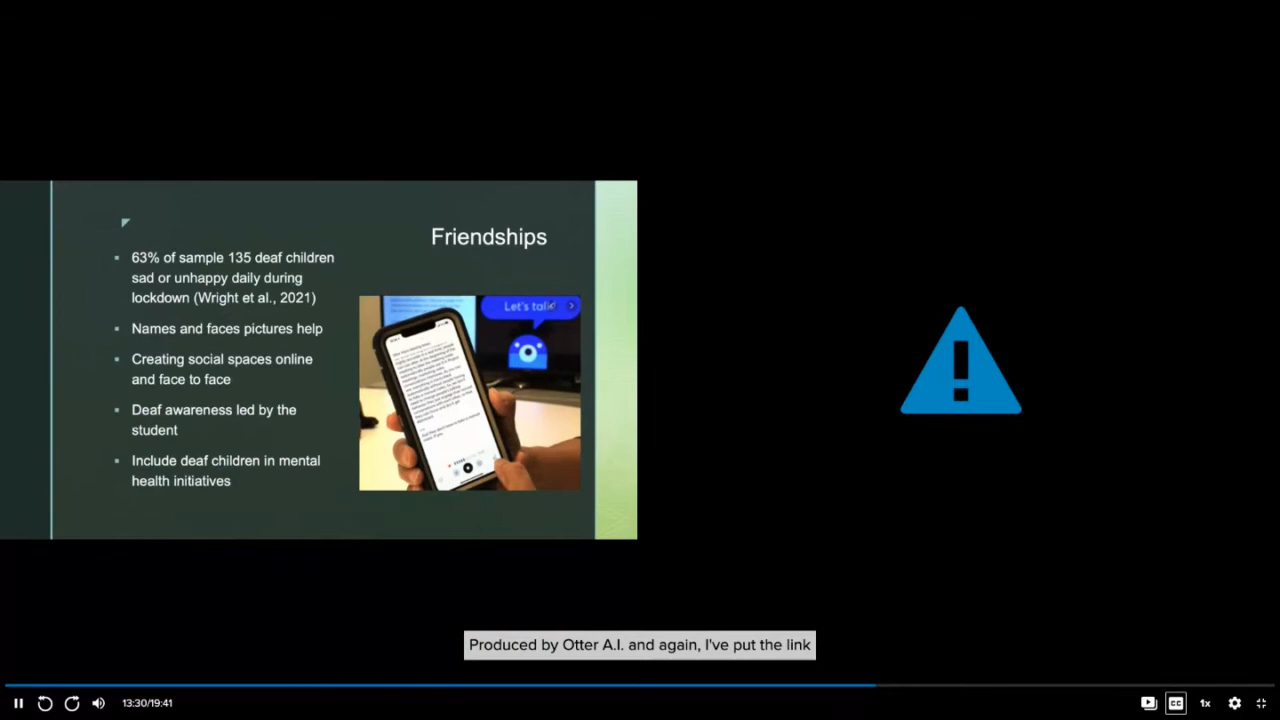 Friendships
▪ 63% of sample 135 deaf children
sad or unhappy daily during
lockdown (Wright et al., 2021)
▪ Names and faces pictures help
▪ Creating social spaces online
and face to face
▪ Deaf awareness led by the
student
▪ Include deaf children in mental
health initiatives
Let's talk
Produced by Otter A.I. and again, I've put the link
13:30/19:41
CC
1x